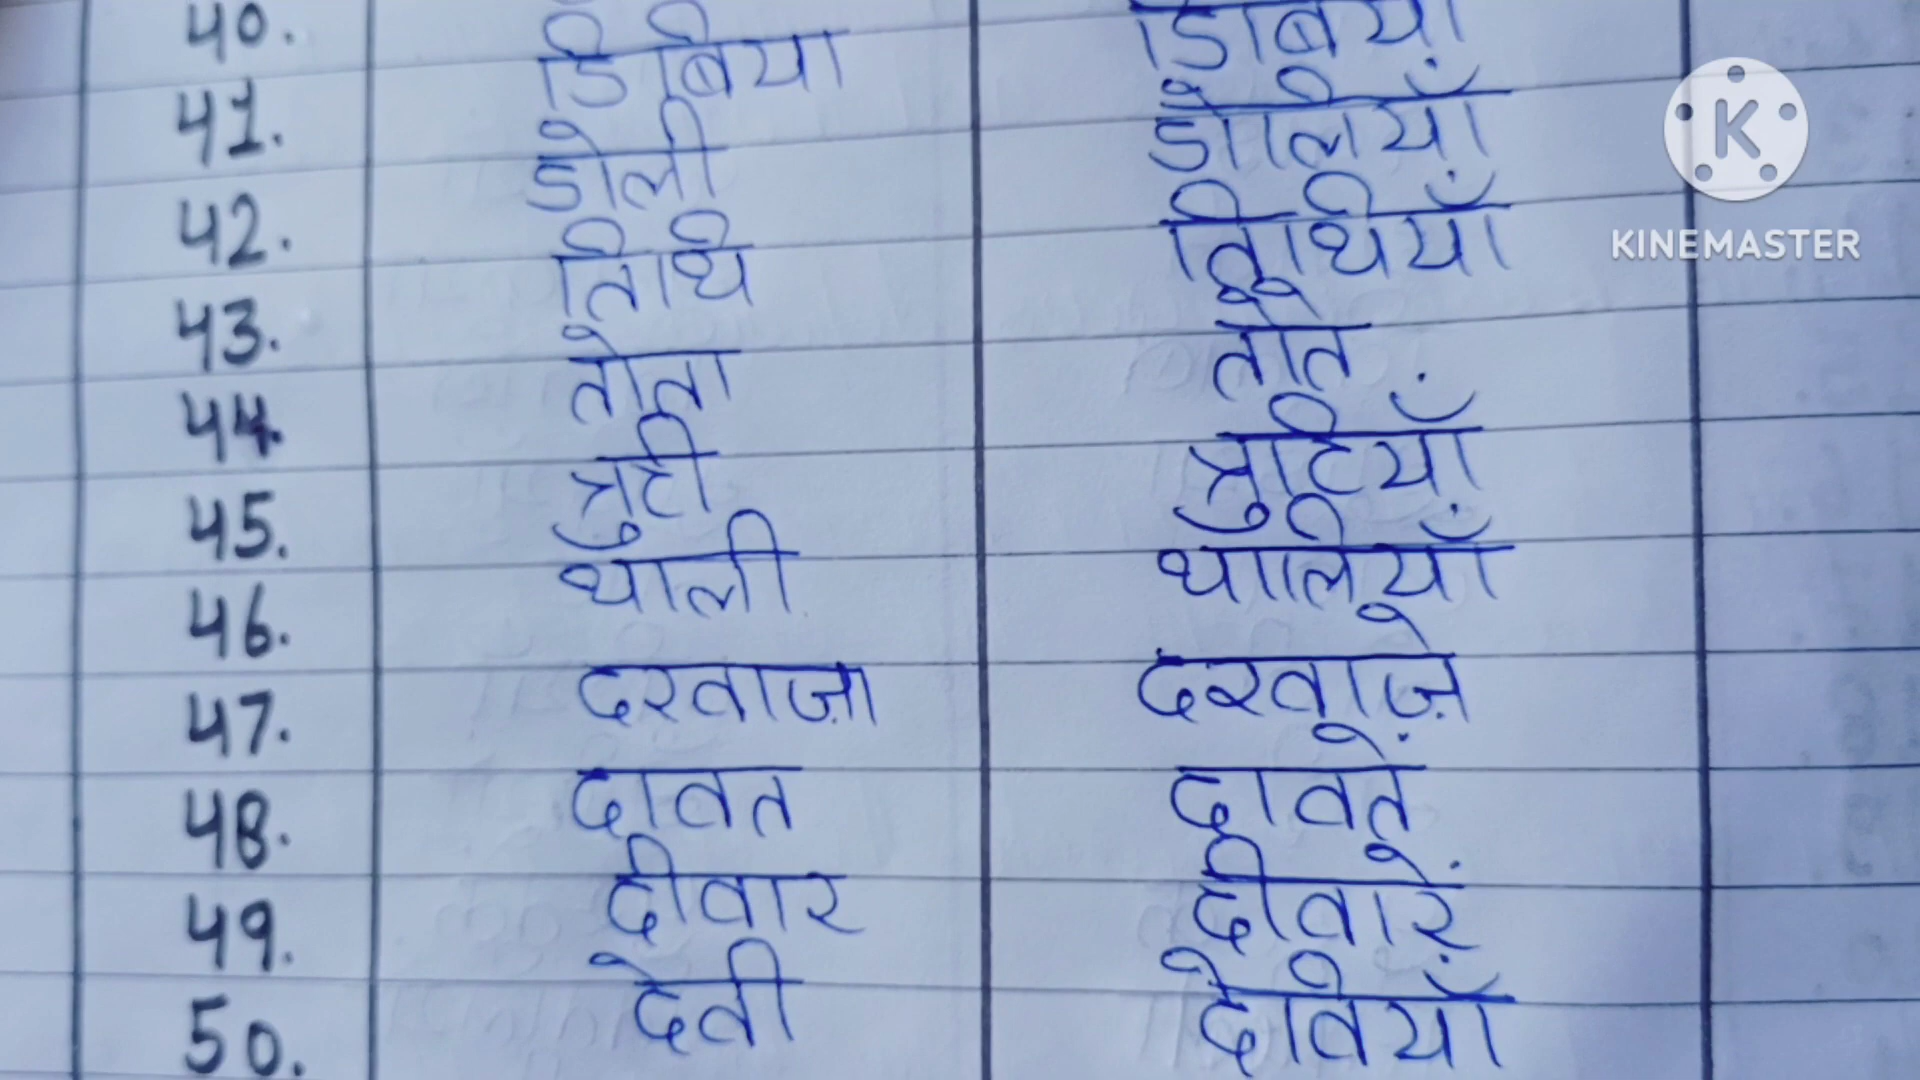 40. डिबिया डिबियाँ
41. डोली डोलियाँ
42. तिथि तिथियाँ
43. तोता तोते
44. त्रुटी त्रुटियाँ
45. थाली थालियाँ
46. दरवाज़ा दरवाज़े
47. दावत दावतें
48. दीवार दीवारें
49. देवी देवियाँ
50.
K
KINEMASTER